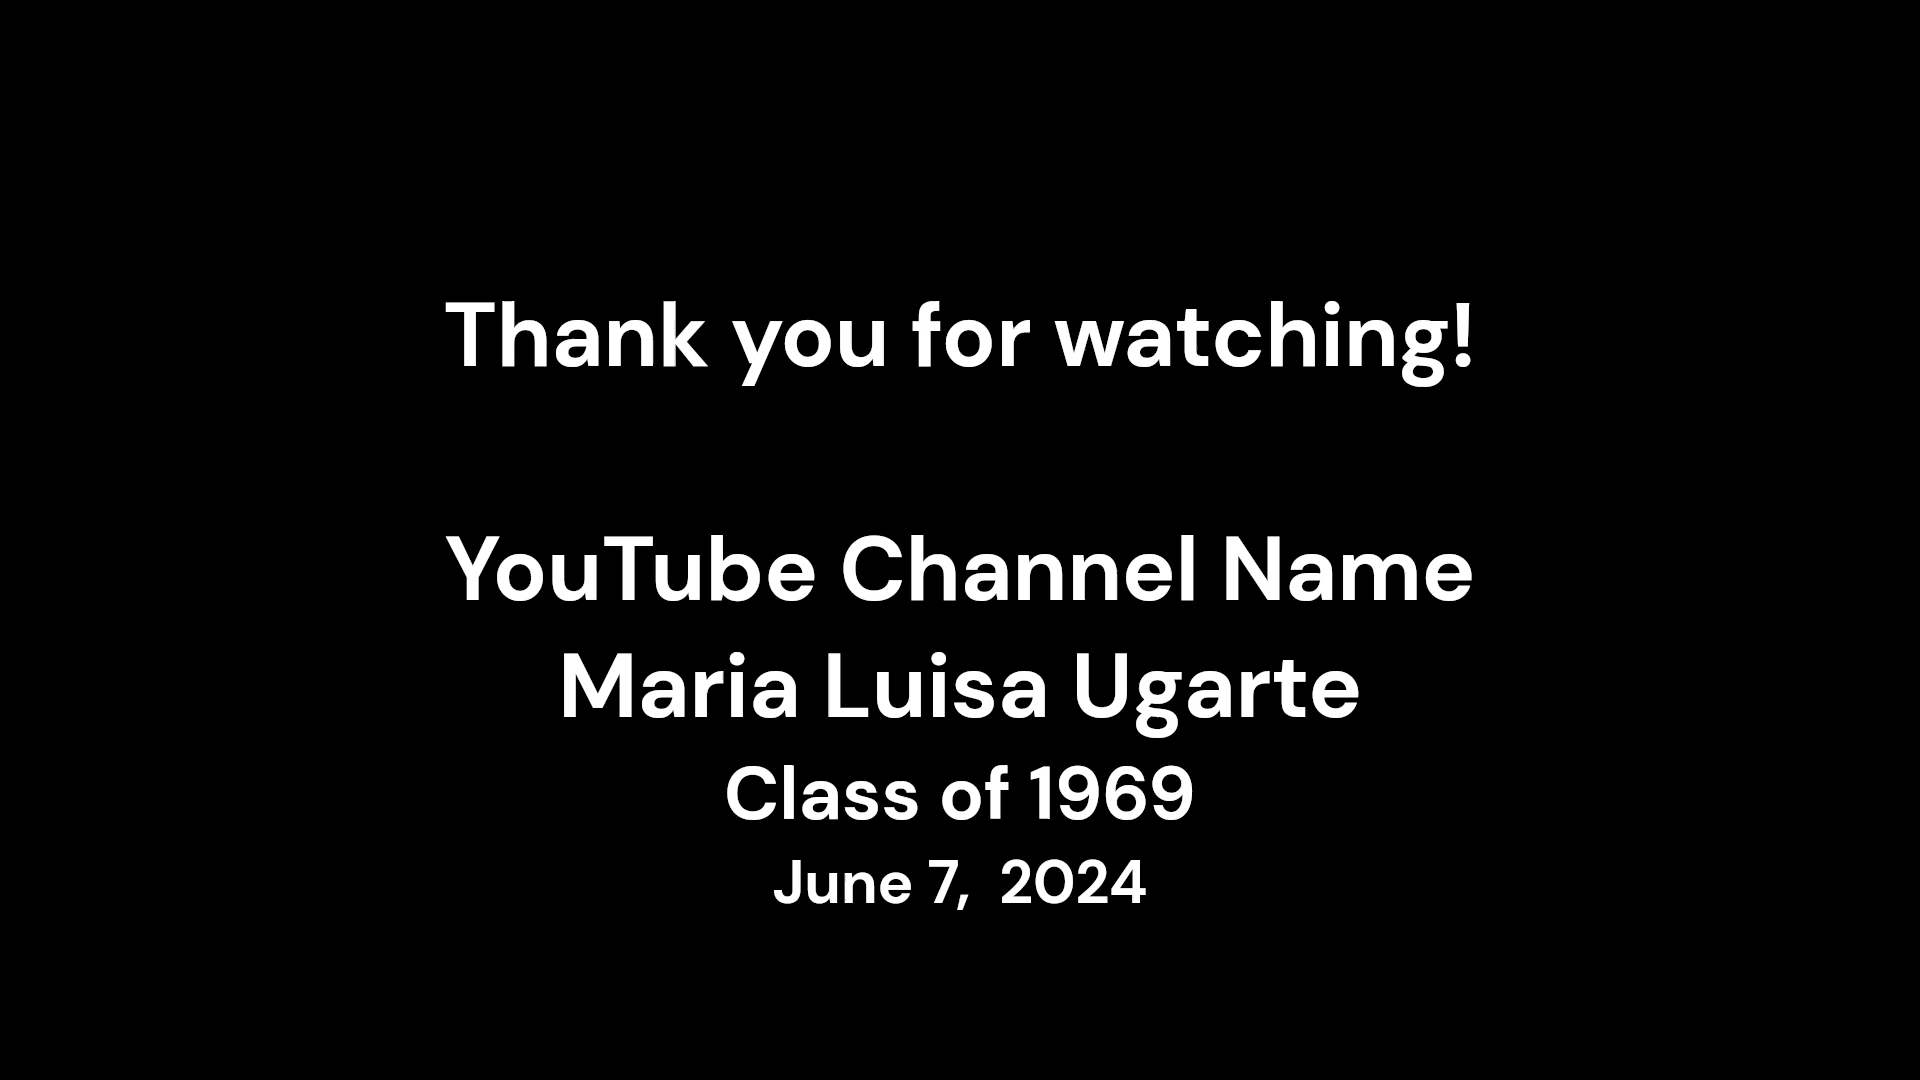 Thank you for watching!
YouTube Channel Name
Maria Luisa Ugarte
Class of 1969
June 7,  2024